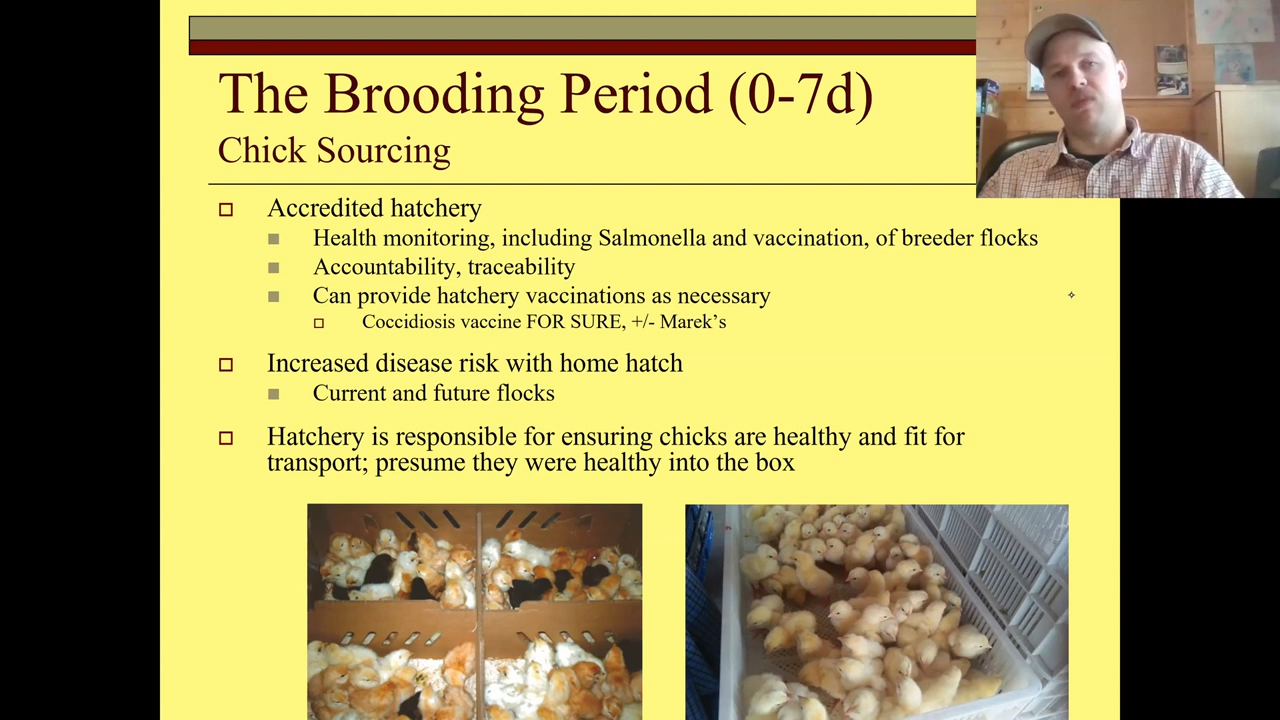 The Brooding Period (0-7d)
Chick Sourcing
Accredited hatchery
Health monitoring, including Salmonella and vaccination, of breeder flocks
Accountability, traceability
Can provide hatchery vaccinations as necessary
Coccidiosis vaccine FOR SURE, +/- Marek’s
Increased disease risk with home hatch
Current and future flocks
Hatchery is responsible for ensuring chicks are healthy and fit for
transport; presume they were healthy into the box